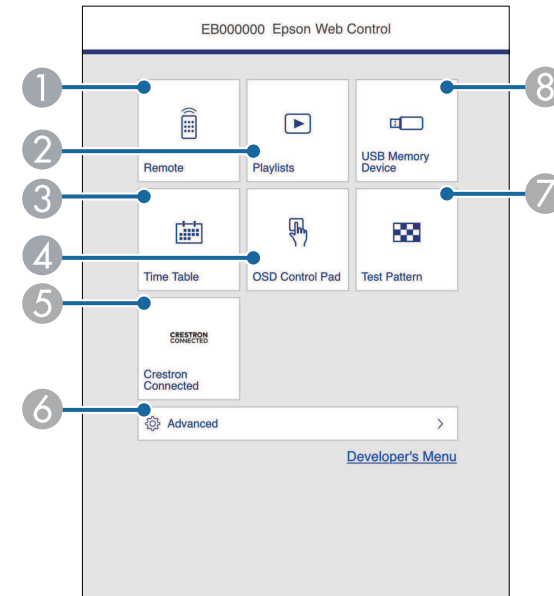 EB000000 Epson Web Control
1
8
2
Remote
Playlists
USB Memory
Device
3
7
4
Time Table
OSD Control Pad
Test Pattern
5
CRESTRON
CONNECTED
Crestron
Connected
6
Advanced
Developer's Menu